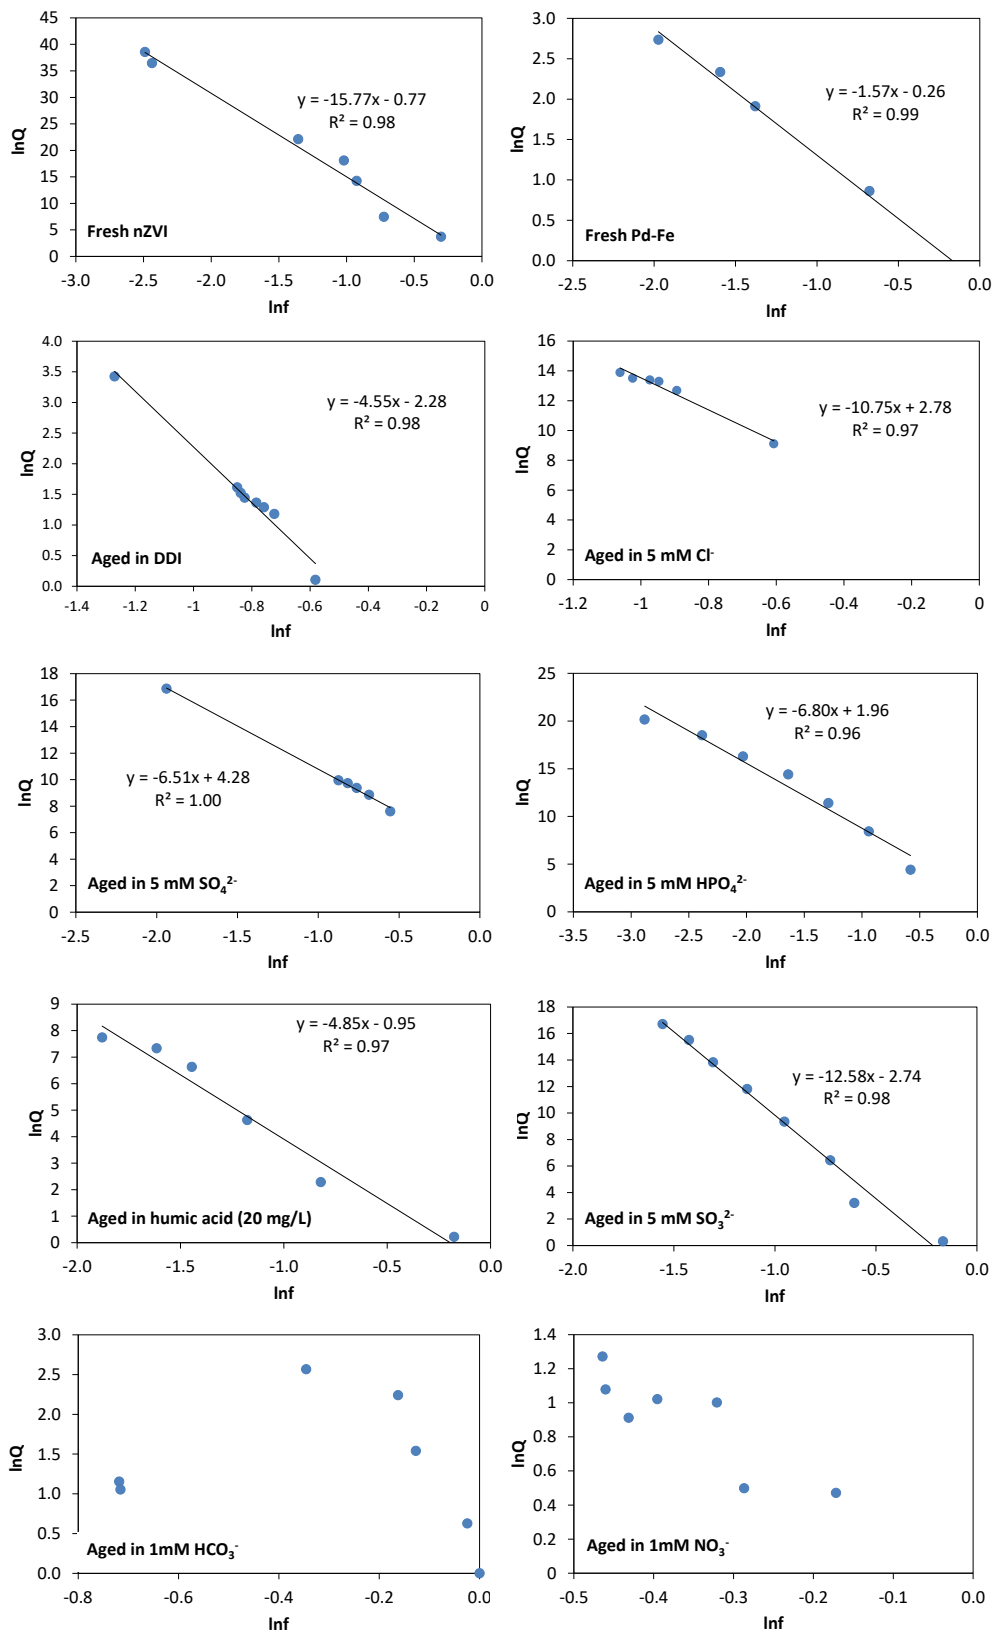 45
40
35
30
25
20
15
10
5
0
lnQ
y = -15.77x - 0.77
R² = 0.98
Fresh nZVI
-3.0 -2.5 -2.0 -1.5 -1.0 -0.5 0.0
lnf
3.0
2.5
2.0
1.5
1.0
0.5
0.0
lnQ
y = -1.57x - 0.26
R² = 0.99
Fresh Pd-Fe
-2.5 -2.0 -1.5 -1.0 -0.5 0.0
lnf
4.0
3.5
3.0
2.5
2.0
1.5
1.0
0.5
0.0
lnQ
y = -4.55x - 2.28
R² = 0.98
Aged in DDI
-1.4 -1.2 -1 -0.8 -0.6 -0.4 -0.2 0
lnf
16
14
12
10
8
6
4
2
0
lnQ
y = -10.75x + 2.78
R² = 0.97
Aged in 5 mM Cl⁻
-1.2 -1 -0.8 -0.6 -0.4 -0.2 0
lnf
18
16
14
12
10
8
6
4
2
0
lnQ
y = -6.51x + 4.28
R² = 1.00
Aged in 5 mM SO₄²⁻
-2.5 -2.0 -1.5 -1.0 -0.5 0.0
lnf
25
20
15
10
5
0
lnQ
y = -6.80x + 1.96
R² = 0.96
Aged in 5 mM HPO₄²⁻
-3.5 -3.0 -2.5 -2.0 -1.5 -1.0 -0.5 0.0
lnf
9
8
7
6
5
4
3
2
1
0
lnQ
y = -4.85x - 0.95
R² = 0.97
Aged in humic acid (20 mg/L)
-2.0 -1.5 -1.0 -0.5 0.0
lnf
18
16
14
12
10
8
6
4
2
0
lnQ
y = -12.58x - 2.74
R² = 0.98
Aged in 5 mM SO₃²⁻
-2.0 -1.5 -1.0 -0.5 0.0
lnf
3.0
2.5
2.0
1.5
1.0
0.5
0.0
lnQ
Aged in 1mM HCO₃⁻
-0.8 -0.6 -0.4 -0.2 0.0
lnf
1.4
1.2
1
0.8
0.6
0.4
0.2
0
lnQ
Aged in 1mM NO₃⁻
-0.5 -0.4 -0.3 -0.2 -0.1 0.0
lnf